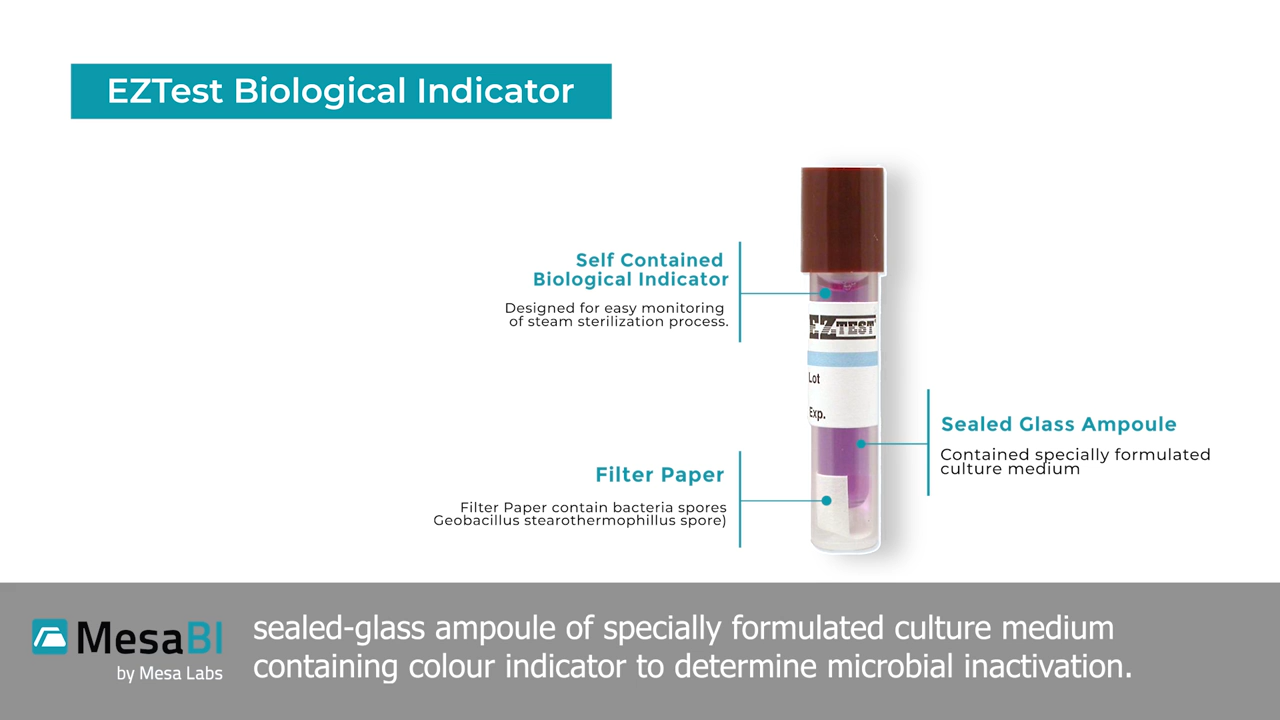 EZTest Biological Indicator
Self Contained
Biological Indicator
Designed for easy monitoring
of steam sterilization process.
EZTEST
Lot
Exp.
Sealed Glass Ampoule
Contained specially formulated
culture medium
Filter Paper
Filter Paper contain bacteria spores
Geobacillus stearothermophillus spore)
MesaBI
by Mesa Labs
sealed-glass ampoule of specially formulated culture medium
containing colour indicator to determine microbial inactivation.